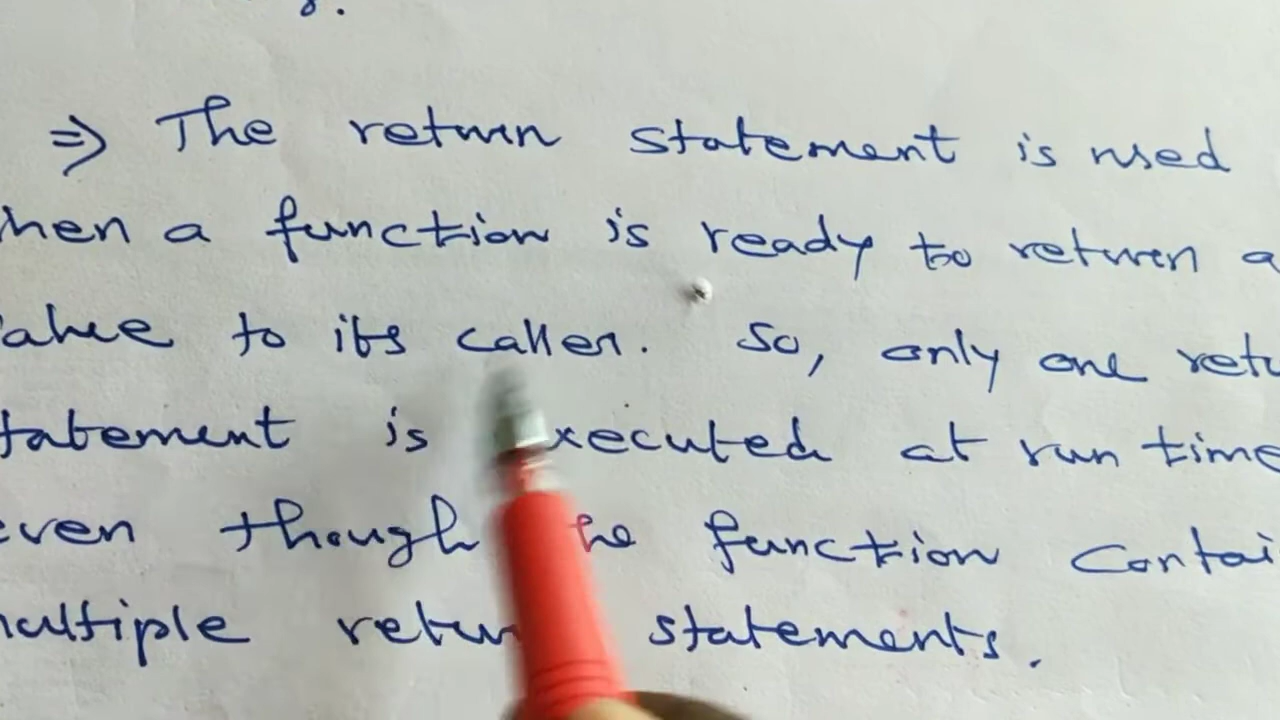 ⇒ The return statement is used
hen a function is ready to return a
alue to its caller. So, only one retu
tatement is xecuted at run time
even though he function contai
ultiple retu statements.